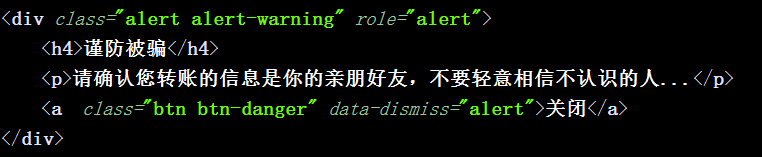 <div class="alert alert-warning" role="alert">
<h4>谨防被骗</h4>
<p>请确认您转账的信息是你的亲朋好友，不要轻意相信不认识的人...</p>
<a  class="btn btn-danger" data-dismiss="alert">关闭</a>
</div>